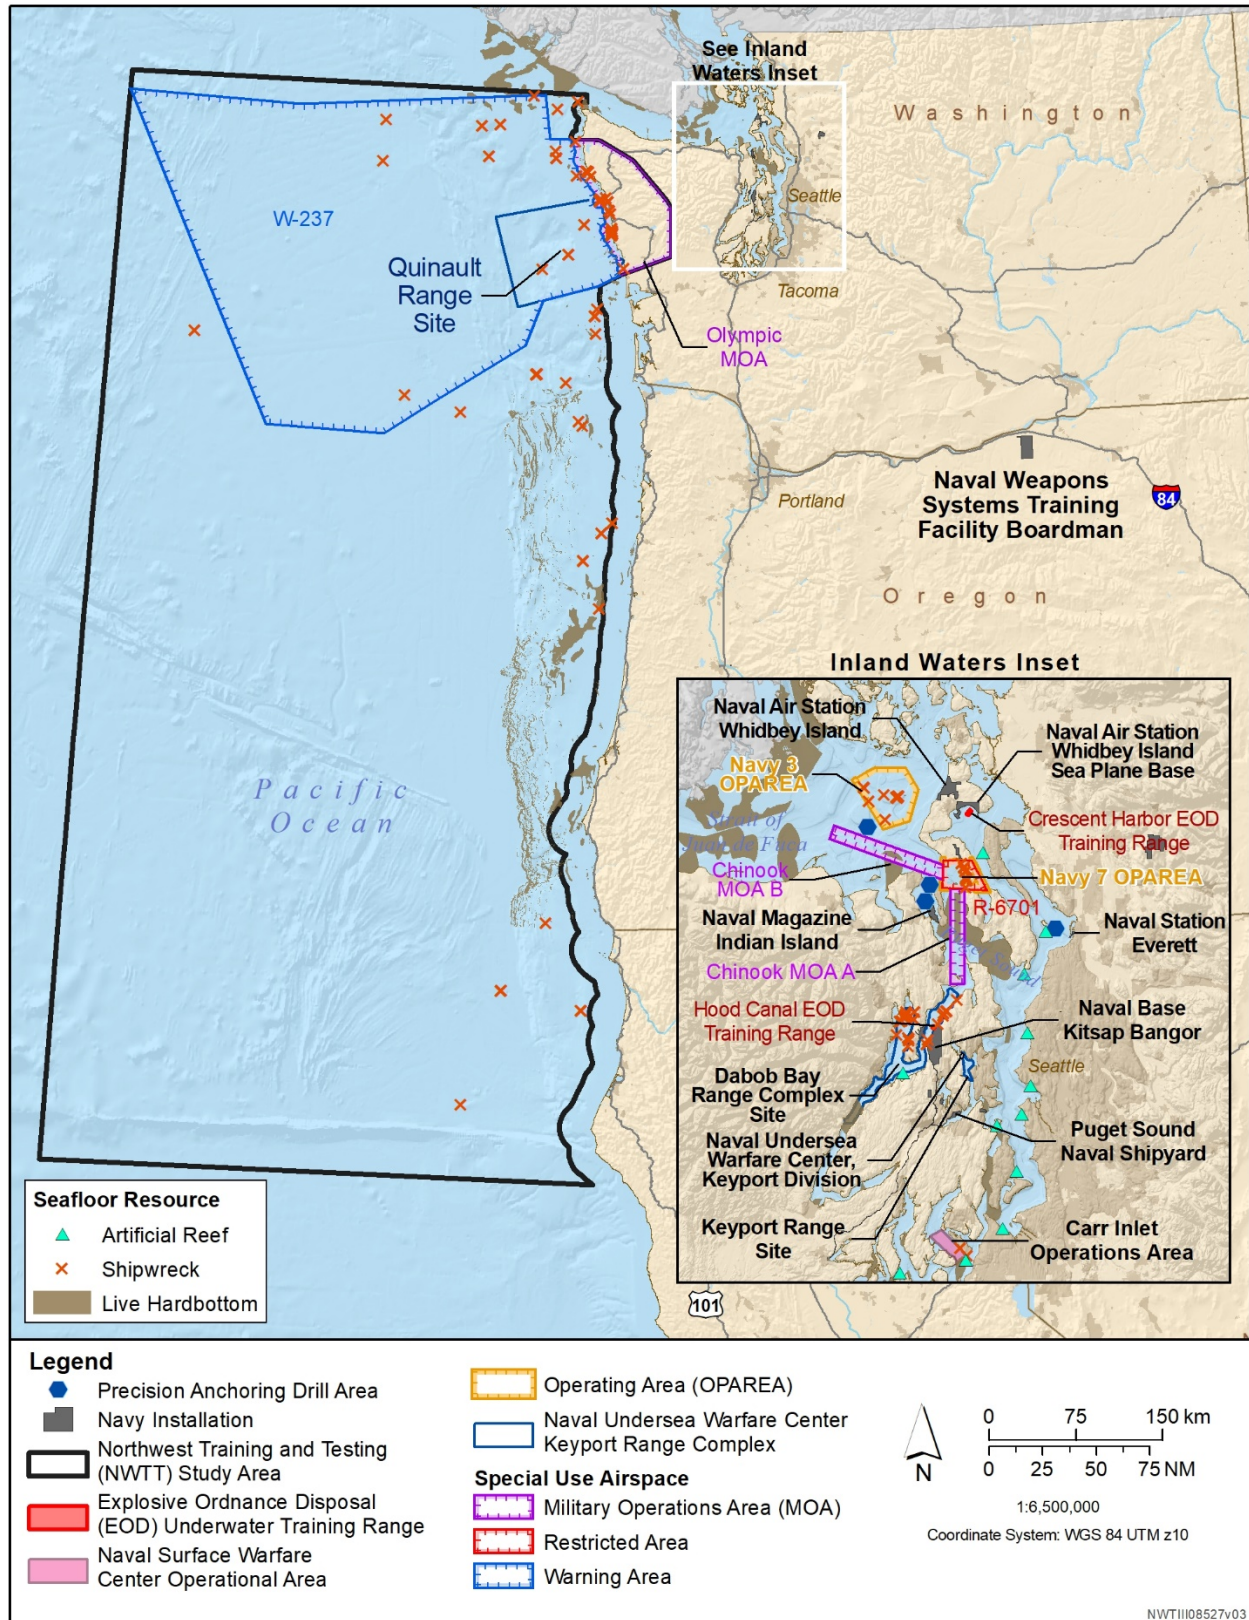 See Inland
Waters Inset
Washington
Seattle
W-237
Quinault
Range
Site
Tacoma
Olympic
MOA
Portland
Naval Weapons
Systems Training
Facility Boardman
84
Oregon
Pacific
Ocean
Inland Waters Inset
Naval Air Station
Whidbey Island
Naval Air Station
Whidbey Island
Sea Plane Base
Navy 3
OPAREA
Crescent Harbor EOD
Training Range
Strait of
Juan de Fuca
Chinook
MOA B
Navy 7 OPAREA
R-6701
Naval Magazine
Indian Island
Naval Station
Everett
Chinook MOA A
Sound
Hood Canal EOD
Training Range
Naval Base
Kitsap Bangor
Seattle
Dabob Bay
Range Complex
Site
Naval Undersea
Warfare Center,
Keyport Division
Puget Sound
Naval Shipyard
Keyport Range
Site
Carr Inlet
Operations Area
101
Seafloor Resource
Artificial Reef
Shipwreck
Live Hardbottom
Legend
Precision Anchoring Drill Area
Navy Installation
Northwest Training and Testing
(NWTT) Study Area
Explosive Ordnance Disposal
(EOD) Underwater Training Range
Naval Surface Warfare
Center Operational Area
Operating Area (OPAREA)
Naval Undersea Warfare Center
Keyport Range Complex
Special Use Airspace
Military Operations Area (MOA)
Restricted Area
Warning Area
N
0 75 150 km
0 25 50 75 NM
1:6,500,000
Coordinate System: WGS 84 UTM z10
NWTIII08527v03